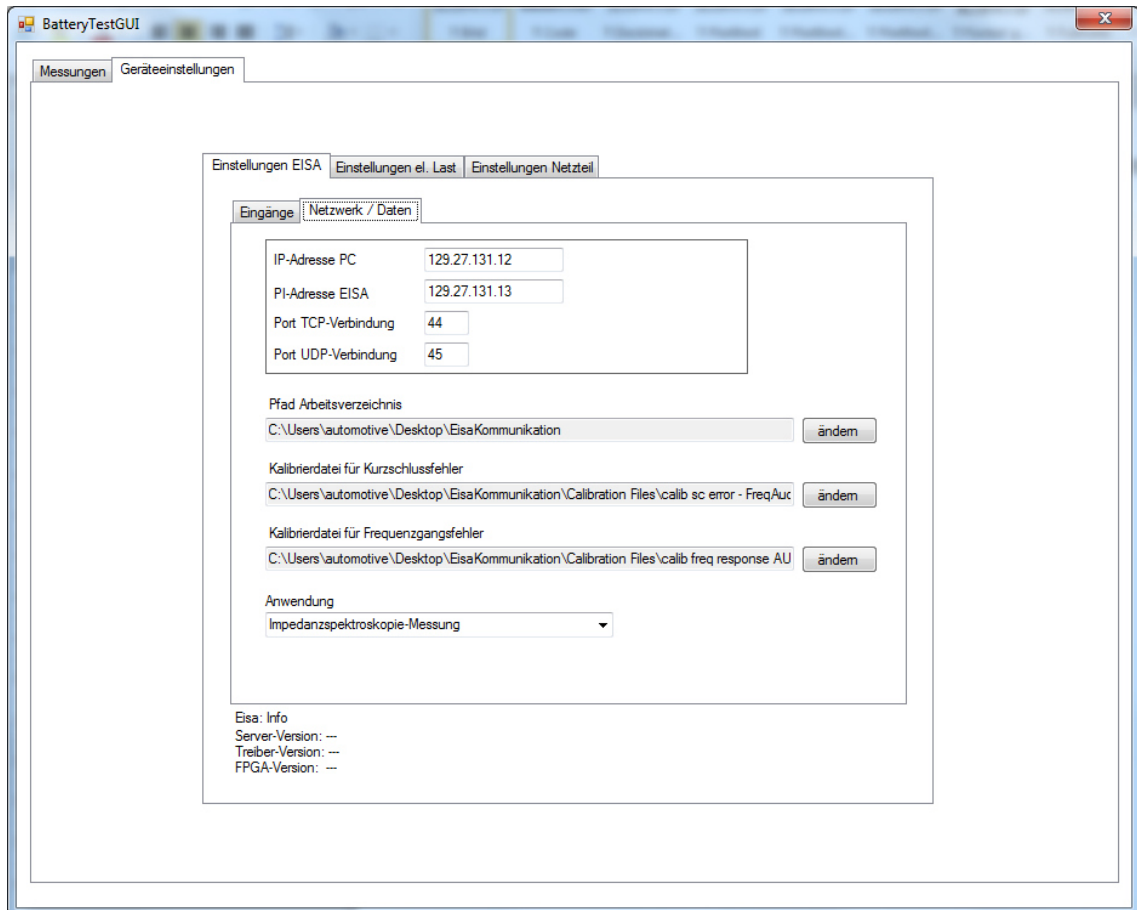 BatteryTestGUI
Messungen Geräteeinstellungen
Einstellungen EISA Einstellungen el. Last Einstellungen Netzteil
Eingänge Netzwerk / Daten
IP-Adresse PC 129.27.131.12
PI-Adresse EISA 129.27.131.13
Port TCP-Verbindung 44
Port UDP-Verbindung 45
Pfad Arbeitsverzeichnis
C:\Users\automotive\Desktop\EisaKommunikation ändern
Kalibrierdatei für Kurzschlussfehler
C:\Users\automotive\Desktop\EisaKommunikation\Calibration Files\calib sc error - FreqAuc ändern
Kalibrierdatei für Frequenzgangsfehler
C:\Users\automotive\Desktop\EisaKommunikation\Calibration Files\calib freq response AU ändern
Anwendung
Impedanzspektroskopie-Messung
Eisa: Info
Server-Version: ---
Treiber-Version: ---
FPGA-Version: ---